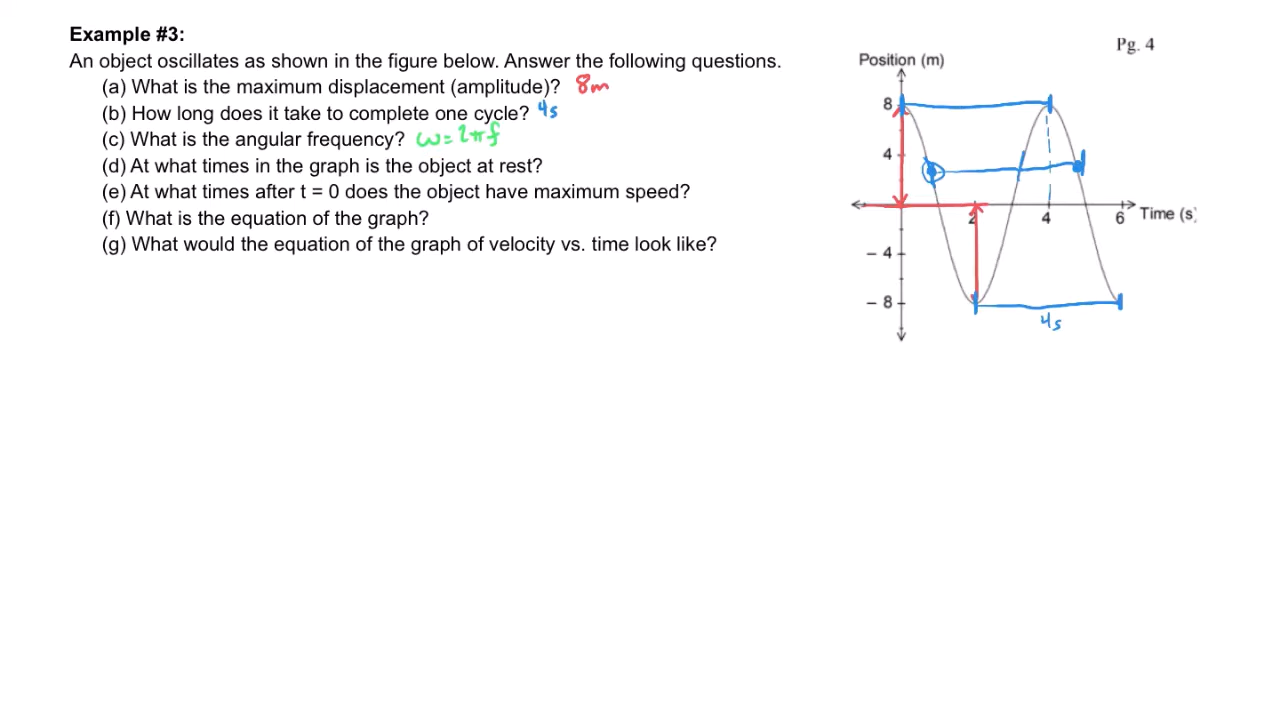 Example #3:
Pg. 4
An object oscillates as shown in the figure below. Answer the following questions.
(a) What is the maximum displacement (amplitude)? 8m
(b) How long does it take to complete one cycle? 4s
(c) What is the angular frequency? ω=2πf
(d) At what times in the graph is the object at rest?
(e) At what times after t = 0 does the object have maximum speed?
(f) What is the equation of the graph?
(g) What would the equation of the graph of velocity vs. time look like?
Position (m)
8
4
2 4 6 Time (s)
– 4
– 8
4s